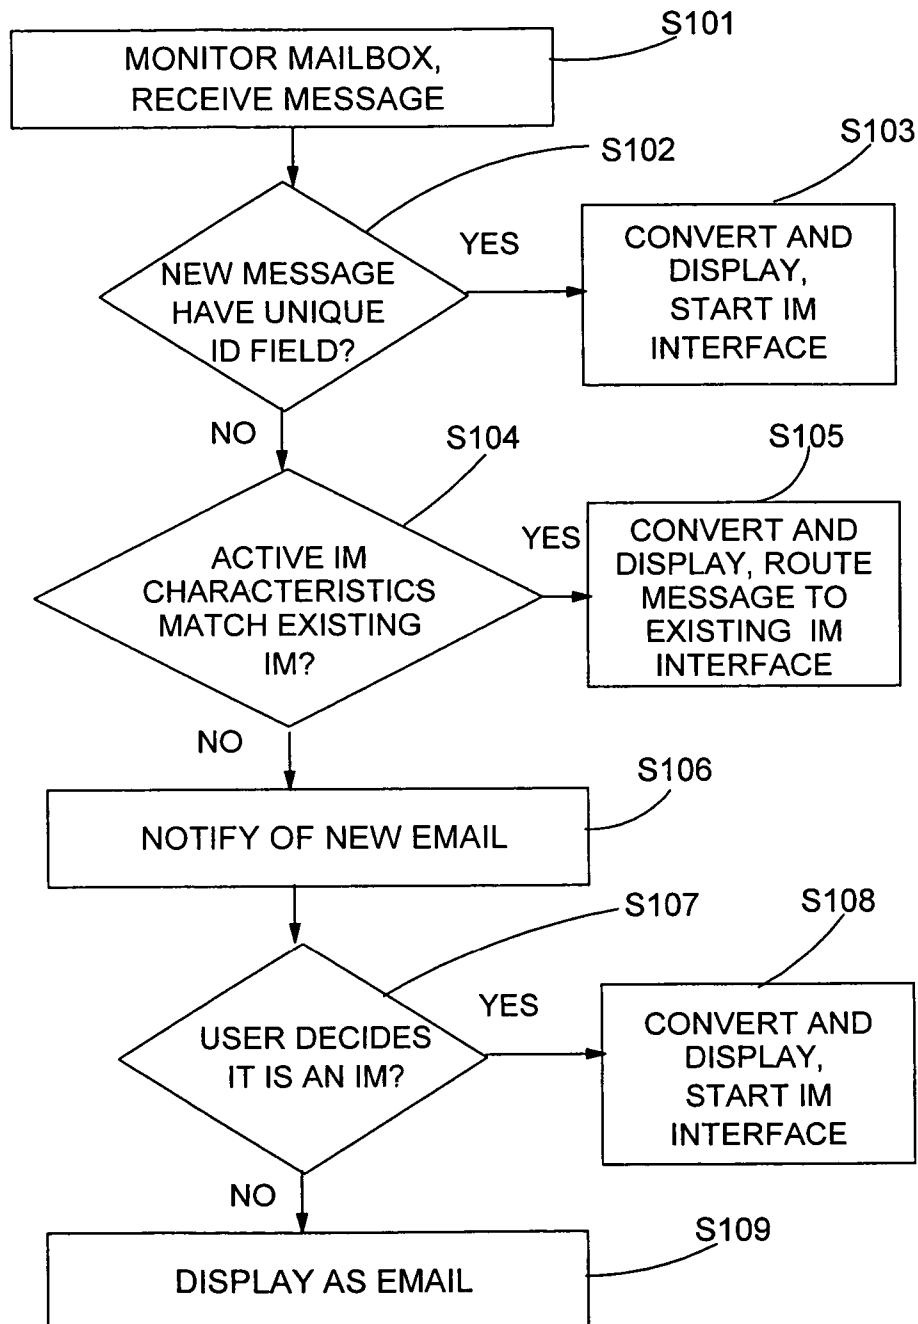 S101
MONITOR MAILBOX,
RECEIVE MESSAGE
S102
S103
YES
NEW MESSAGE
HAVE UNIQUE
ID FIELD?
CONVERT AND
DISPLAY,
START IM
INTERFACE
NO
S104
S105
YES
ACTIVE IM
CHARACTERISTICS
MATCH EXISTING
IM?
CONVERT AND
DISPLAY, ROUTE
MESSAGE TO
EXISTING IM
INTERFACE
NO
S106
NOTIFY OF NEW EMAIL
S107
S108
YES
USER DECIDES
IT IS AN IM?
CONVERT AND
DISPLAY,
START IM
INTERFACE
NO
S109
DISPLAY AS EMAIL